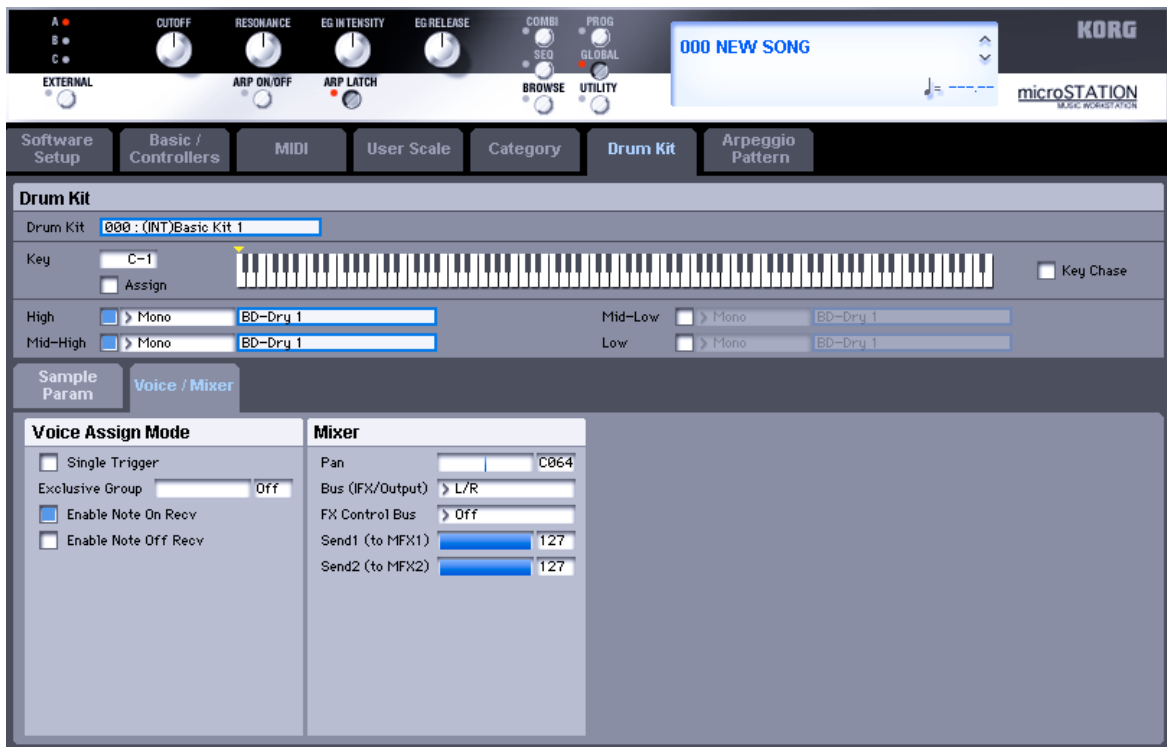 A
B
C
EXTERNAL
CUTOFF
RESONANCE
EG INTENSITY
EG RELEASE
ARP ON/OFF
ARP LATCH
COMBI
PROG
SEQ
GLOBAL
BROWSE
UTILITY
000 NEW SONG
♩= ---.--
KORG
microSTATION
MUSIC WORKSTATION
Software Setup
Basic / Controllers
MIDI
User Scale
Category
Drum Kit
Arpeggio Pattern
Drum Kit
Drum Kit 000 : (INT)Basic Kit 1
Key C-1
Assign
Key Chase
High > Mono BD-Dry 1 Mid-Low > Mono BD-Dry 1
Mid-High > Mono BD-Dry 1 Low > Mono BD-Dry 1
Sample Param
Voice / Mixer
Voice Assign Mode
Single Trigger
Exclusive Group Off
Enable Note On Recv
Enable Note Off Recv
Mixer
Pan C064
Bus (IFX/Output) > L/R
FX Control Bus > Off
Send1 (to MFX1) 127
Send2 (to MFX2) 127